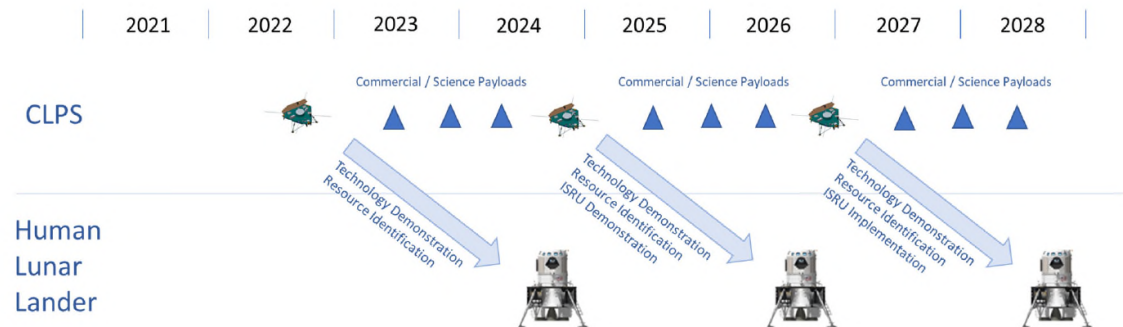 2021 2022 2023 2024 2025 2026 2027 2028
Commercial / Science Payloads
Commercial / Science Payloads
Commercial / Science Payloads
CLPS
Technology Demonstration
Resource Identification
Technology Demonstration
Resource Identification
ISRU Demonstration
Technology Demonstration
Resource Identification
ISRU Implementation
Human
Lunar
Lander